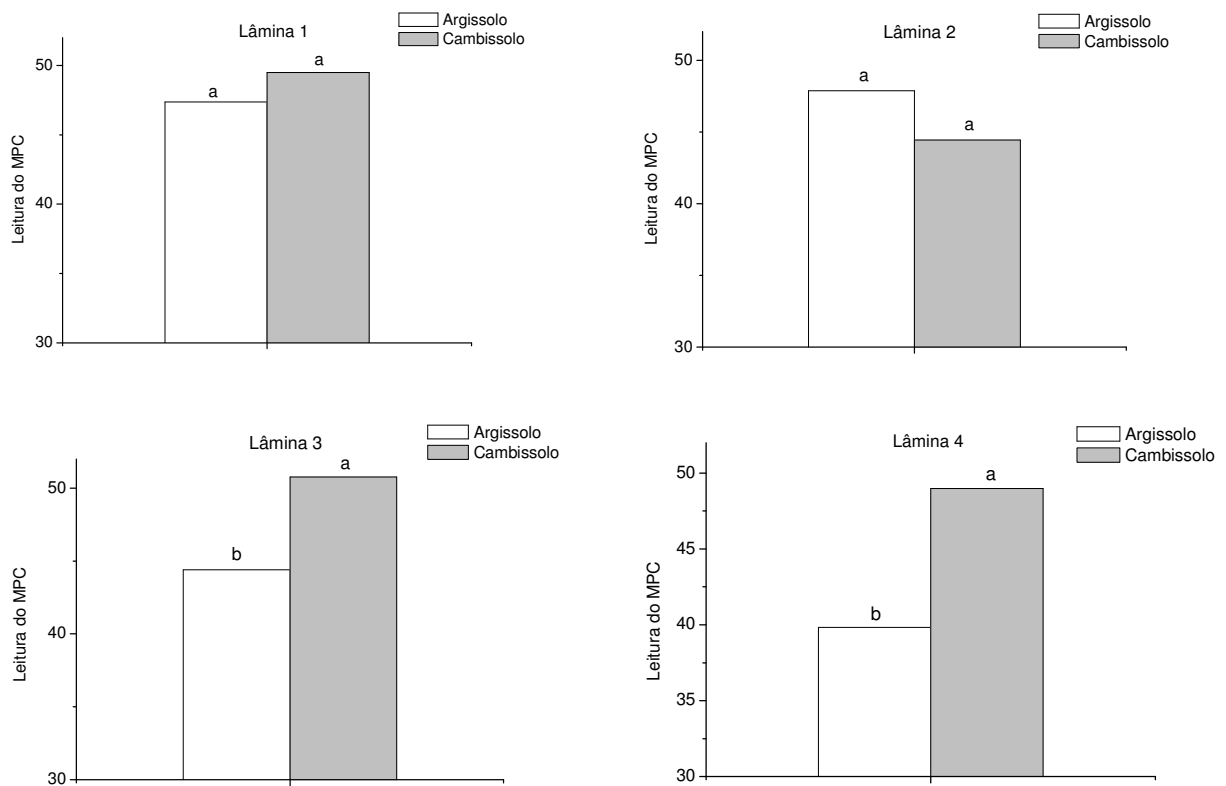 Lâmina 1
Argissolo
Cambissolo
50
40
30
Leitura do MPC
a
a
Lâmina 2
Argissolo
Cambissolo
50
40
30
Leitura do MPC
a
a
Lâmina 3
Argissolo
Cambissolo
50
40
30
Leitura do MPC
b
a
Lâmina 4
Argissolo
Cambissolo
50
45
40
35
30
Leitura do MPC
b
a